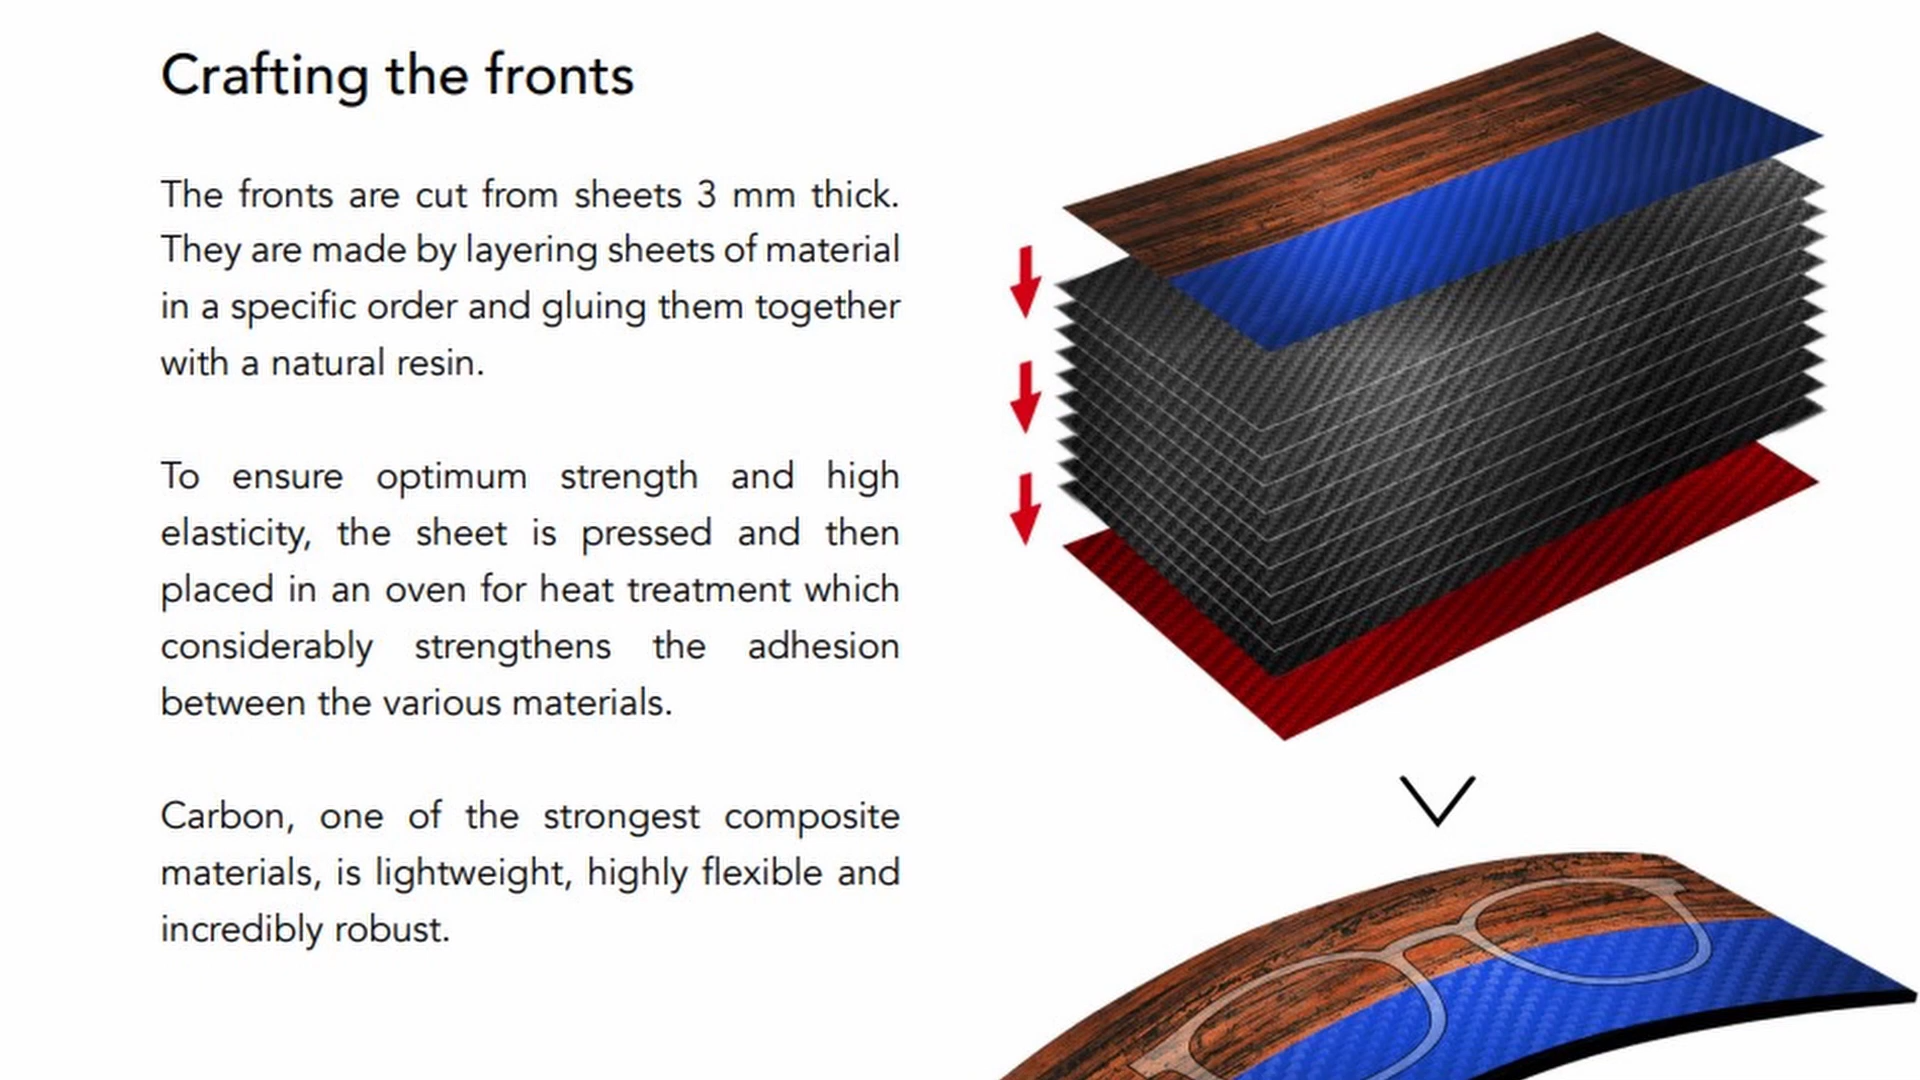 Crafting the fronts
The fronts are cut from sheets 3 mm thick.
They are made by layering sheets of material
in a specific order and gluing them together
with a natural resin.
To ensure optimum strength and high
elasticity, the sheet is pressed and then
placed in an oven for heat treatment which
considerably strengthens the adhesion
between the various materials.
Carbon, one of the strongest composite
materials, is lightweight, highly flexible and
incredibly robust.